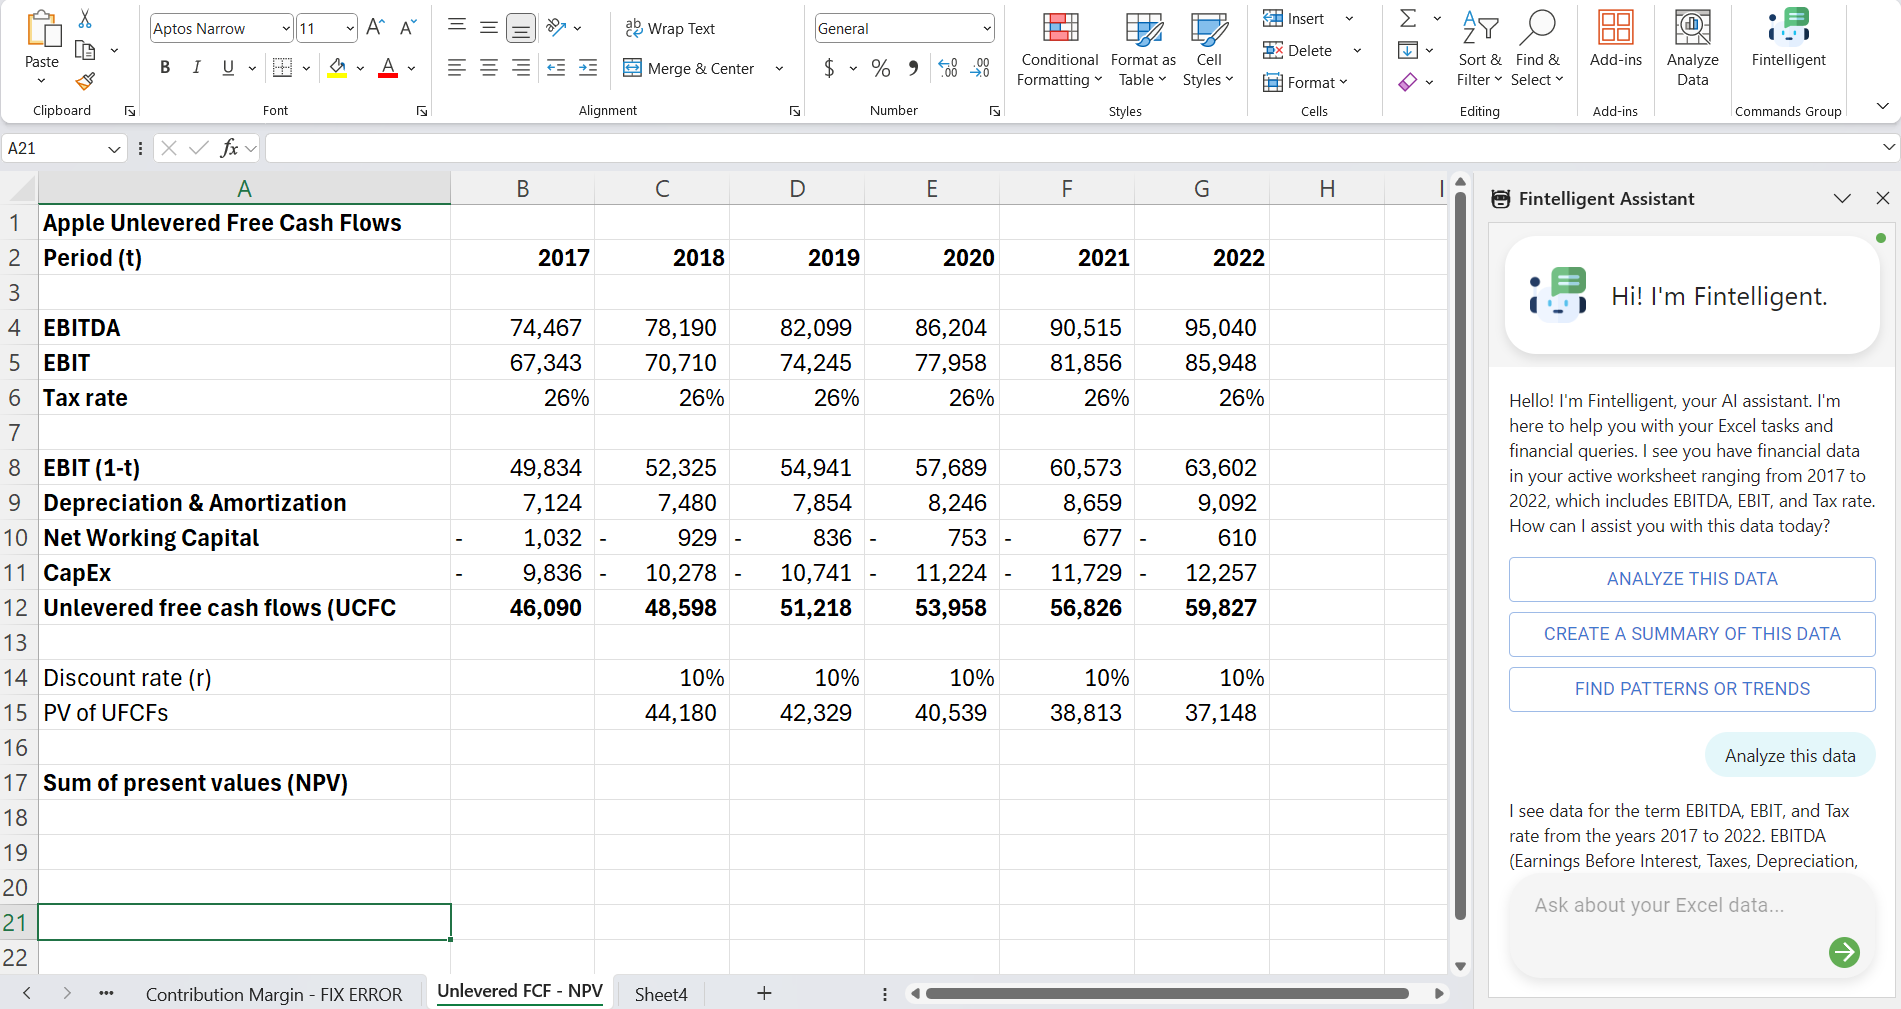 Paste
Clipboard
Aptos Narrow 11 A A
B I U A
Font
ab Wrap Text
Merge & Center
Alignment
General
$ % 9 .00 .00
Number
Conditional Formatting
Format as Table
Cell Styles
Styles
Insert
Delete
Format
Cells
Σ
Sort & Filter
Find & Select
Editing
Add-ins
Add-ins
Analyze Data
Fintelligent
Commands Group
A21 fx
A B C D E F G H I
1 Apple Unlevered Free Cash Flows
2 Period (t) 2017 2018 2019 2020 2021 2022
3
4 EBITDA 74,467 78,190 82,099 86,204 90,515 95,040
5 EBIT 67,343 70,710 74,245 77,958 81,856 85,948
6 Tax rate 26% 26% 26% 26% 26% 26%
7
8 EBIT (1-t) 49,834 52,325 54,941 57,689 60,573 63,602
9 Depreciation & Amortization 7,124 7,480 7,854 8,246 8,659 9,092
10 Net Working Capital - 1,032 - 929 - 836 - 753 - 677 - 610
11 CapEx - 9,836 - 10,278 - 10,741 - 11,224 - 11,729 - 12,257
12 Unlevered free cash flows (UCFC 46,090 48,598 51,218 53,958 56,826 59,827
13
14 Discount rate (r) 10% 10% 10% 10% 10%
15 PV of UFCFs 44,180 42,329 40,539 38,813 37,148
16
17 Sum of present values (NPV)
18
19
20
21
22
Contribution Margin - FIX ERROR Unlevered FCF - NPV Sheet4 +
Fintelligent Assistant
Hi! I'm Fintelligent.
Hello! I'm Fintelligent, your AI assistant. I'm
here to help you with your Excel tasks and
financial queries. I see you have financial data
in your active worksheet ranging from 2017 to
2022, which includes EBITDA, EBIT, and Tax rate.
How can I assist you with this data today?
ANALYZE THIS DATA
CREATE A SUMMARY OF THIS DATA
FIND PATTERNS OR TRENDS
Analyze this data
I see data for the term EBITDA, EBIT, and Tax
rate from the years 2017 to 2022. EBITDA
(Earnings Before Interest, Taxes, Depreciation,
Ask about your Excel data...